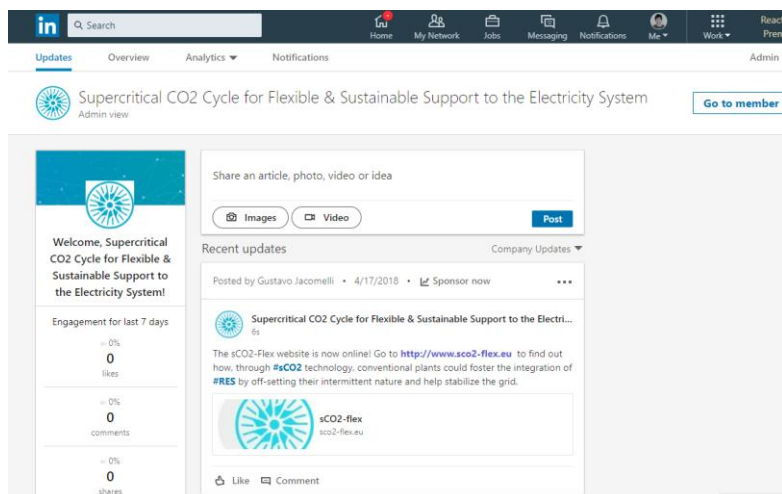 in
Search
Home
My Network
Jobs
Messaging
Notifications
Me
Work
Updates
Overview
Analytics
Notifications
Admin
Supercritical CO2 Cycle for Flexible & Sustainable Support to the Electricity System
Admin view
Go to member
Welcome, Supercritical
CO2 Cycle for Flexible &
Sustainable Support to
the Electricity System!
Engagement for last 7 days
0%
0
likes
0%
0
comments
0%
0
shares
Share an article, photo, video or idea
Images
Video
Post
Recent updates
Company Updates
Posted by Gustavo Jacomelli • 4/17/2018 • Sponsor now
Supercritical CO2 Cycle for Flexible & Sustainable Support to the Electri...
6s
The sCO2-Flex website is now online! Go to http://www.sco2-flex.eu to find out
how, through #sCO2 technology, conventional plants could foster the integration of
#RES by off-setting their intermittent nature and help stabilize the grid.
sCO2-flex
sco2-flex.eu
Like
Comment